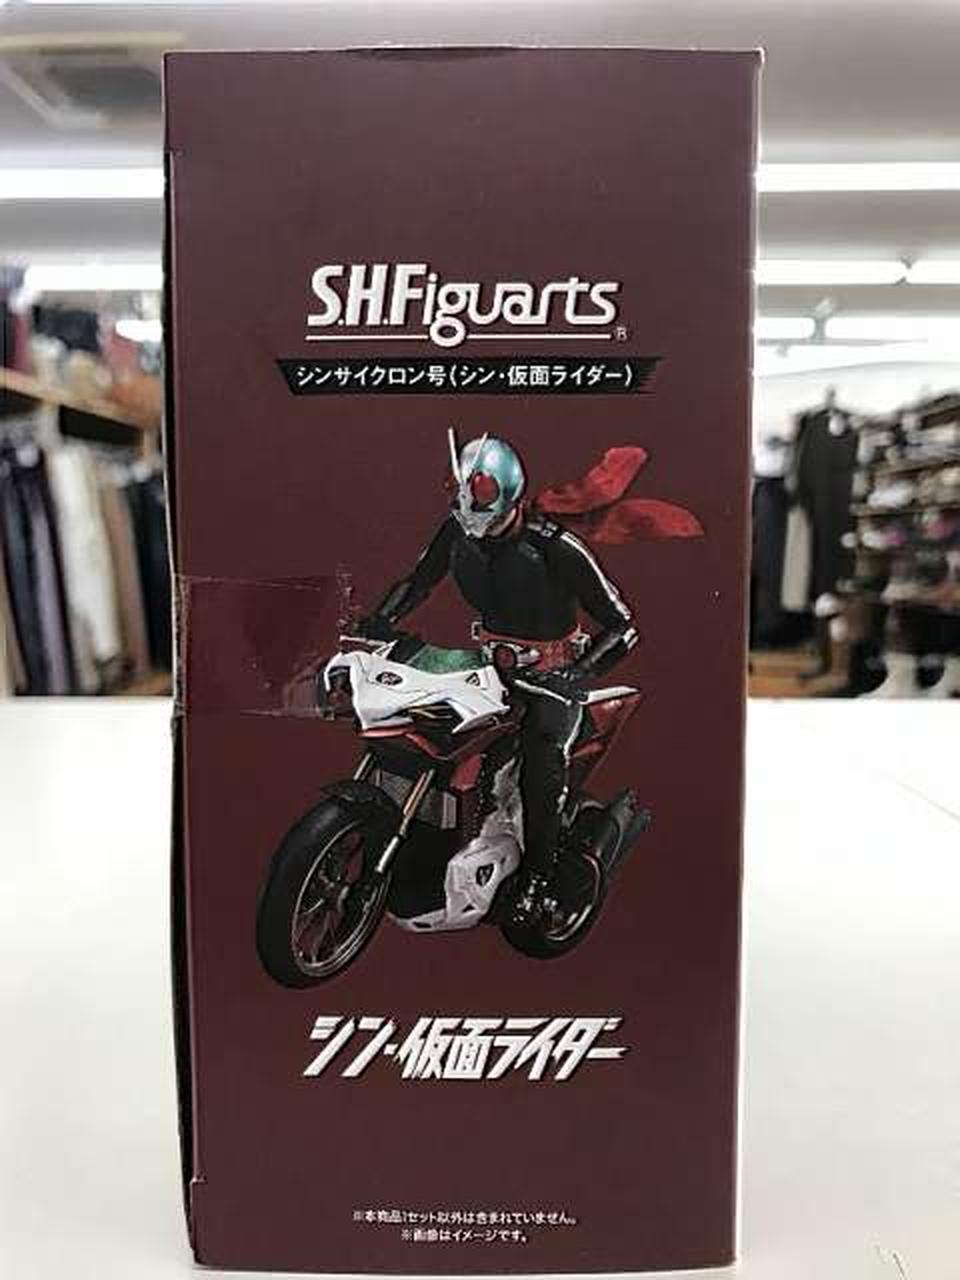 S.H.Figuarts
®
シンサイクロン号(シン・仮面ライダー)
シン・仮面ライダー
※本商品1セット以外は含まれていません。
※画像はイメージです。